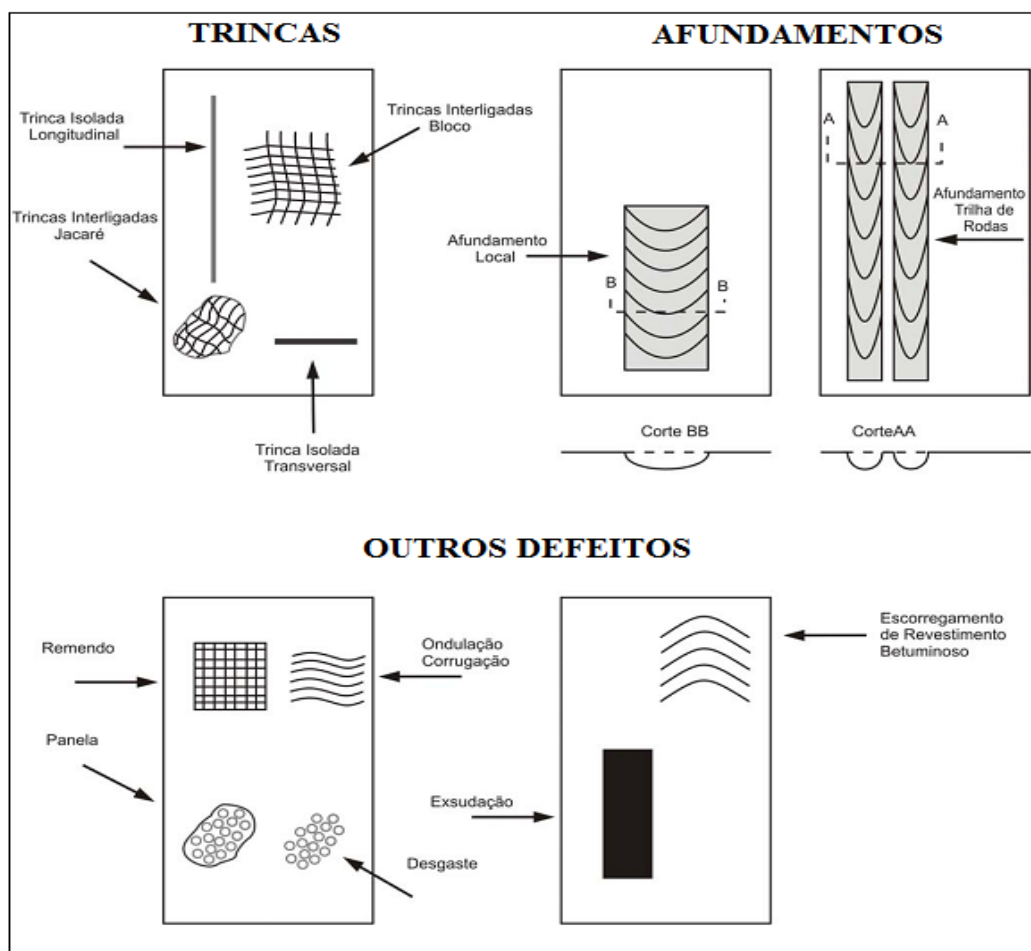 TRINCAS
Trinca Isolada
Longitudinal
Trincas Interligadas
Bloco
Trincas Interligadas
Jacaré
Trinca Isolada
Transversal
AFUNDAMENTOS
Afundamento
Local
B
B
Corte BB
A
A
Afundamento
Trilha de
Rodas
CorteAA
OUTROS DEFEITOS
Remendo
Ondulação
Corrugação
Panela
Desgaste
Escorregamento
de Revestimento
Betuminoso
Exsudação